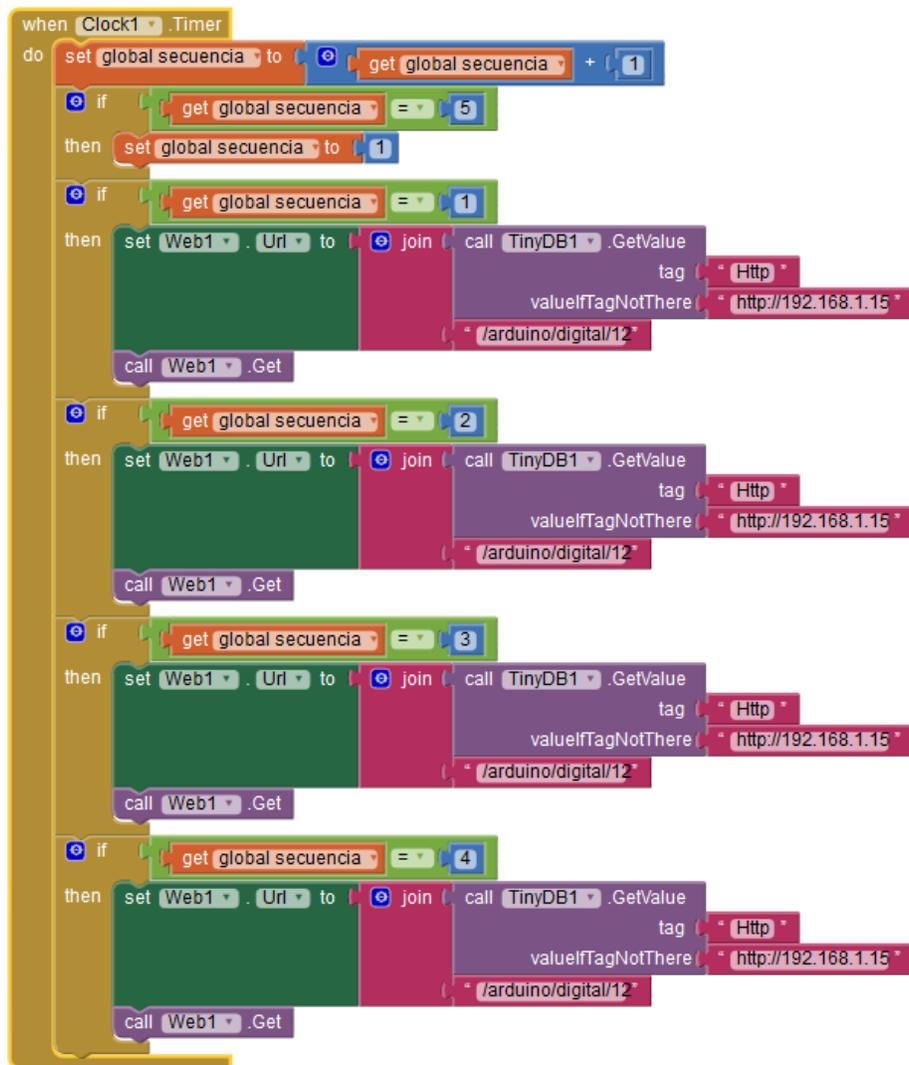 when Clock1 .Timer
do set global secuencia to get global secuencia + 1
if get global secuencia = 5
then set global secuencia to 1
if get global secuencia = 1
then set Web1 . Url to join call TinyDB1 .GetValue
tag " Http "
valueIfTagNotThere " http://192.168.1.15 "
" /arduino/digital/12 "
call Web1 .Get
if get global secuencia = 2
then set Web1 . Url to join call TinyDB1 .GetValue
tag " Http "
valueIfTagNotThere " http://192.168.1.15 "
" /arduino/digital/12 "
call Web1 .Get
if get global secuencia = 3
then set Web1 . Url to join call TinyDB1 .GetValue
tag " Http "
valueIfTagNotThere " http://192.168.1.15 "
" /arduino/digital/12 "
call Web1 .Get
if get global secuencia = 4
then set Web1 . Url to join call TinyDB1 .GetValue
tag " Http "
valueIfTagNotThere " http://192.168.1.15 "
" /arduino/digital/12 "
call Web1 .Get